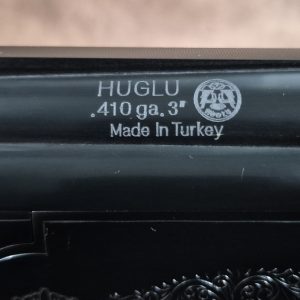 HUGLU
.410 ga. 3"
Made In Turkey